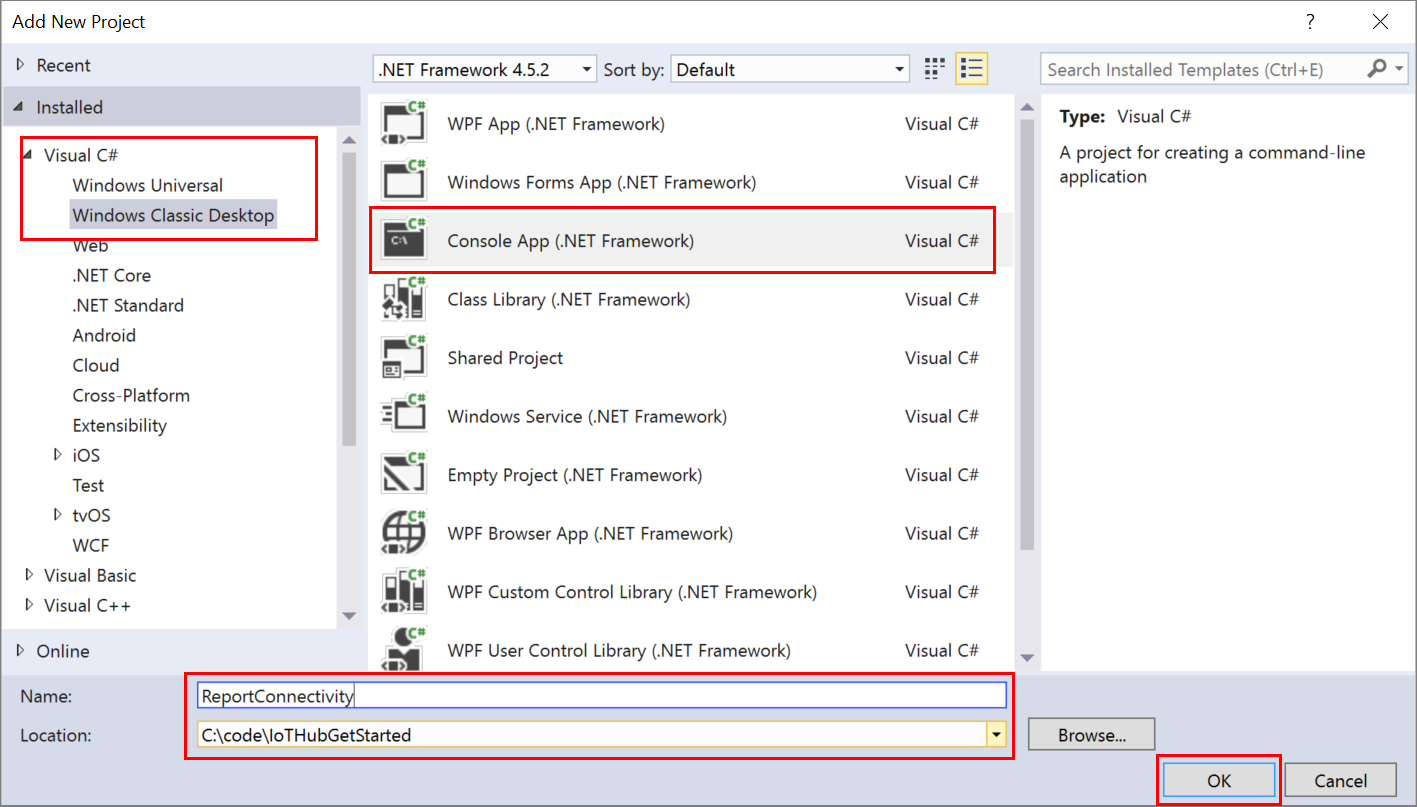 Add New Project
?
Recent
Installed
Visual C#
Windows Universal
Windows Classic Desktop
Web
.NET Core
.NET Standard
Android
Cloud
Cross-Platform
Extensibility
iOS
Test
tvOS
WCF
Visual Basic
Visual C++
Online
.NET Framework 4.5.2 Sort by: Default
C# WPF App (.NET Framework) Visual C#
C# Windows Forms App (.NET Framework) Visual C#
C# C:\ Console App (.NET Framework) Visual C#
C# Class Library (.NET Framework) Visual C#
C# Shared Project Visual C#
C# Windows Service (.NET Framework) Visual C#
C# Empty Project (.NET Framework) Visual C#
C# WPF Browser App (.NET Framework) Visual C#
C# WPF Custom Control Library (.NET Framework) Visual C#
C# WPF User Control Library (.NET Framework) Visual C#
Search Installed Templates (Ctrl+E)
Type: Visual C#
A project for creating a command-line
application
Name: ReportConnectivity
Location: C:\code\IoTHubGetStarted
Browse...
OK
Cancel